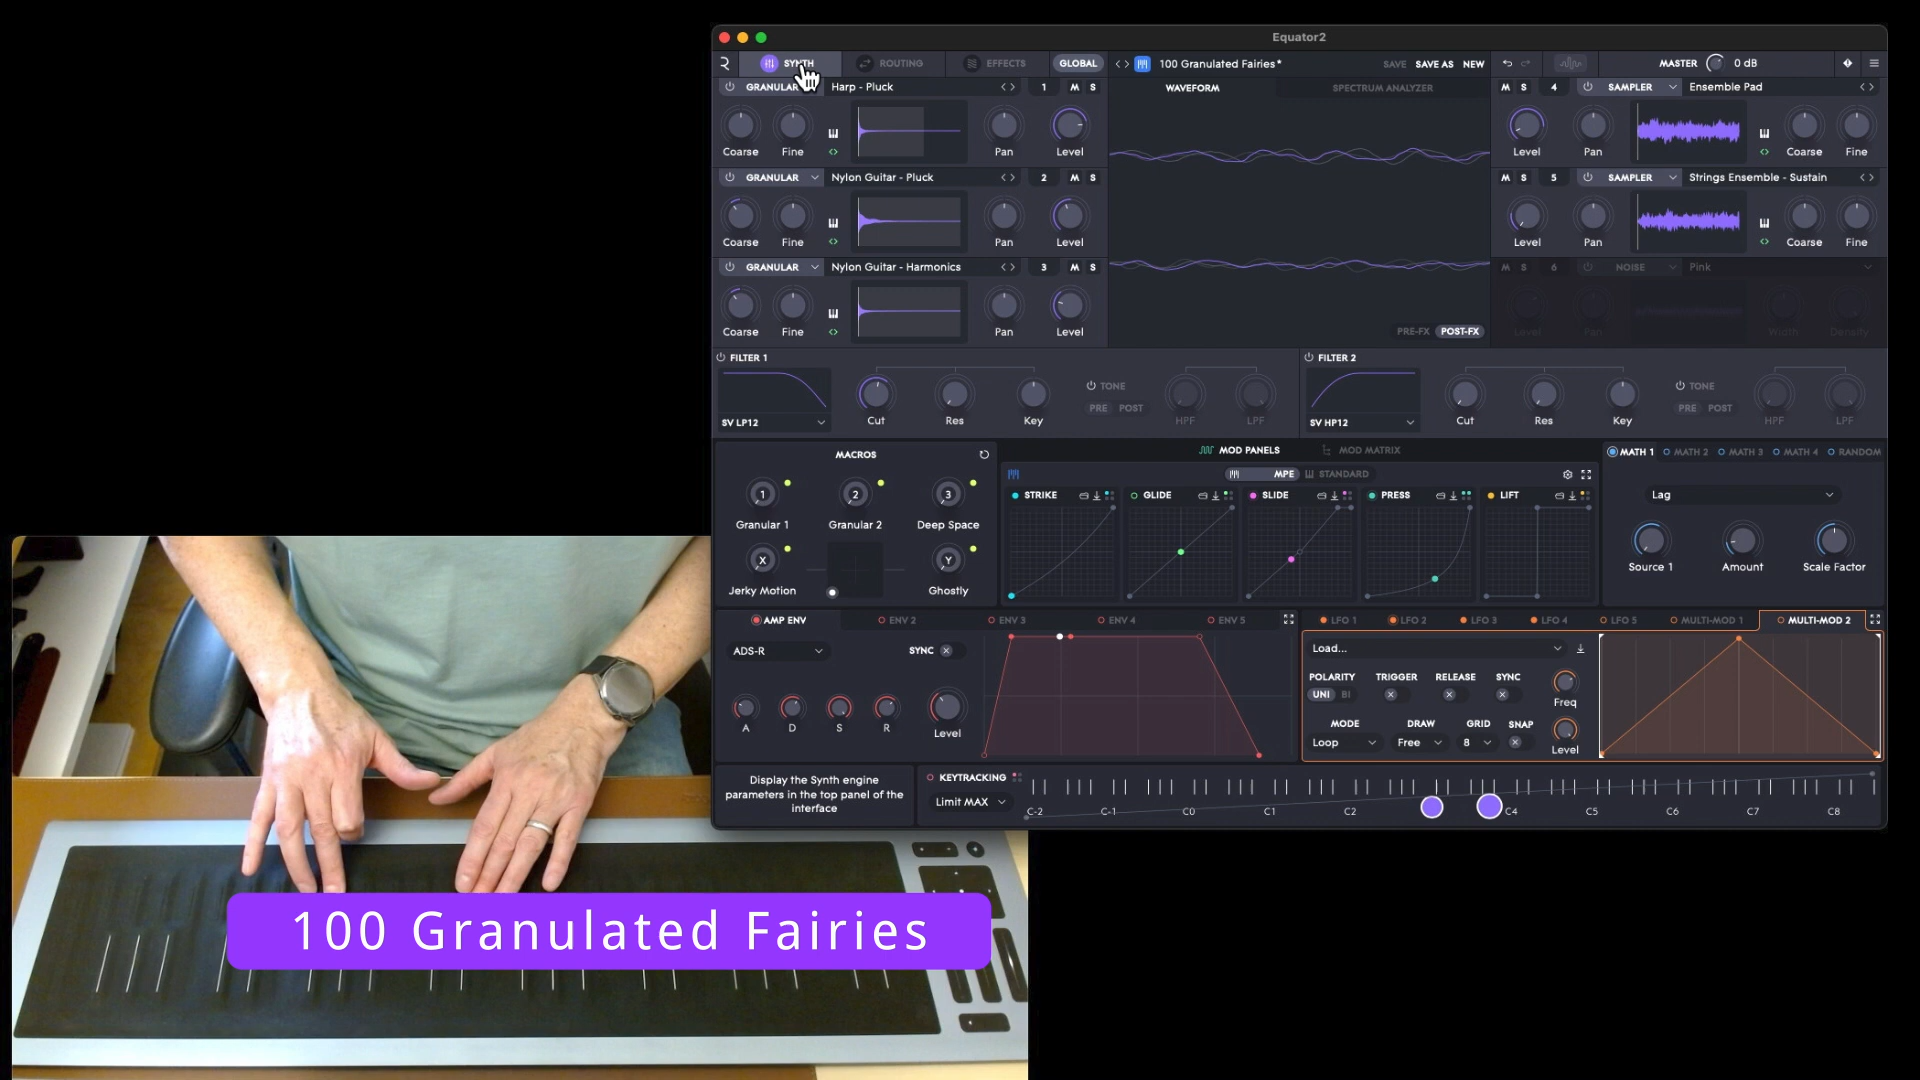 Equator2
SYNTH
ROUTING
EFFECTS
GLOBAL
100 Granulated Fairies*
SAVE SAVE AS NEW
MASTER 0 dB
GRANULAR Harp - Pluck 1 M S
Coarse Fine Pan Level
GRANULAR Nylon Guitar - Pluck 2 M S
Coarse Fine Pan Level
GRANULAR Nylon Guitar - Harmonics 3 M S
Coarse Fine Pan Level
WAVEFORM SPECTRUM ANALYZER
PRE-FX POST-FX
M S 4 SAMPLER Ensemble Pad
Level Pan Coarse Fine
M S 5 SAMPLER Strings Ensemble - Sustain
Level Pan Coarse Fine
M S 6 NOISE Pink
Level Pan Width Density
FILTER 1
SV LP12
Cut Res Key
TONE
PRE POST
HPF LPF
FILTER 2
SV HP12
Cut Res Key
TONE
PRE POST
HPF LPF
MACROS
1 2 3
Granular 1 Granular 2 Deep Space
X Y
Jerky Motion Ghostly
MOD PANELS MOD MATRIX
MPE STANDARD
STRIKE GLIDE SLIDE PRESS LIFT
MATH 1 MATH 2 MATH 3 MATH 4 RANDOM
Lag
Source 1 Amount Scale Factor
AMP ENV ENV 2 ENV 3 ENV 4 ENV 5
ADS-R SYNC
A D S R Level
LFO 1 LFO 2 LFO 3 LFO 4 LFO 5 MULTI-MOD 1 MULTI-MOD 2
Load...
POLARITY TRIGGER RELEASE SYNC
UNI BI
Freq
MODE DRAW GRID SNAP
Loop Free 8
Level
Display the Synth engine
parameters in the top panel of the
interface
KEYTRACKING
Limit MAX
C-2 C-1 C0 C1 C2 C4 C5 C6 C7 C8
100 Granulated Fairies